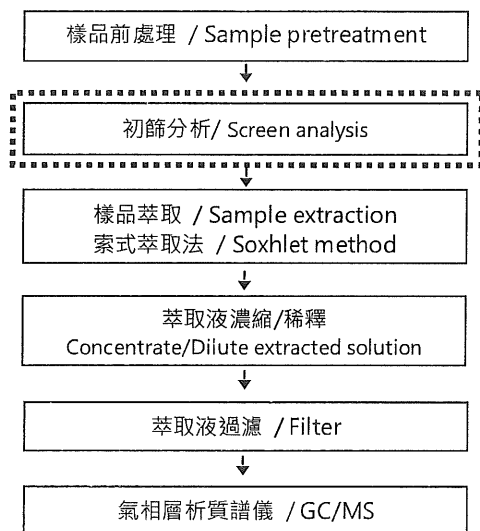 樣品前處理 / Sample pretreatment
初篩分析/ Screen analysis
樣品萃取 / Sample extraction
索式萃取法 / Soxhlet method
萃取液濃縮/稀釋
Concentrate/Dilute extracted solution
萃取液過濾 / Filter
氣相層析質譜儀 / GC/MS